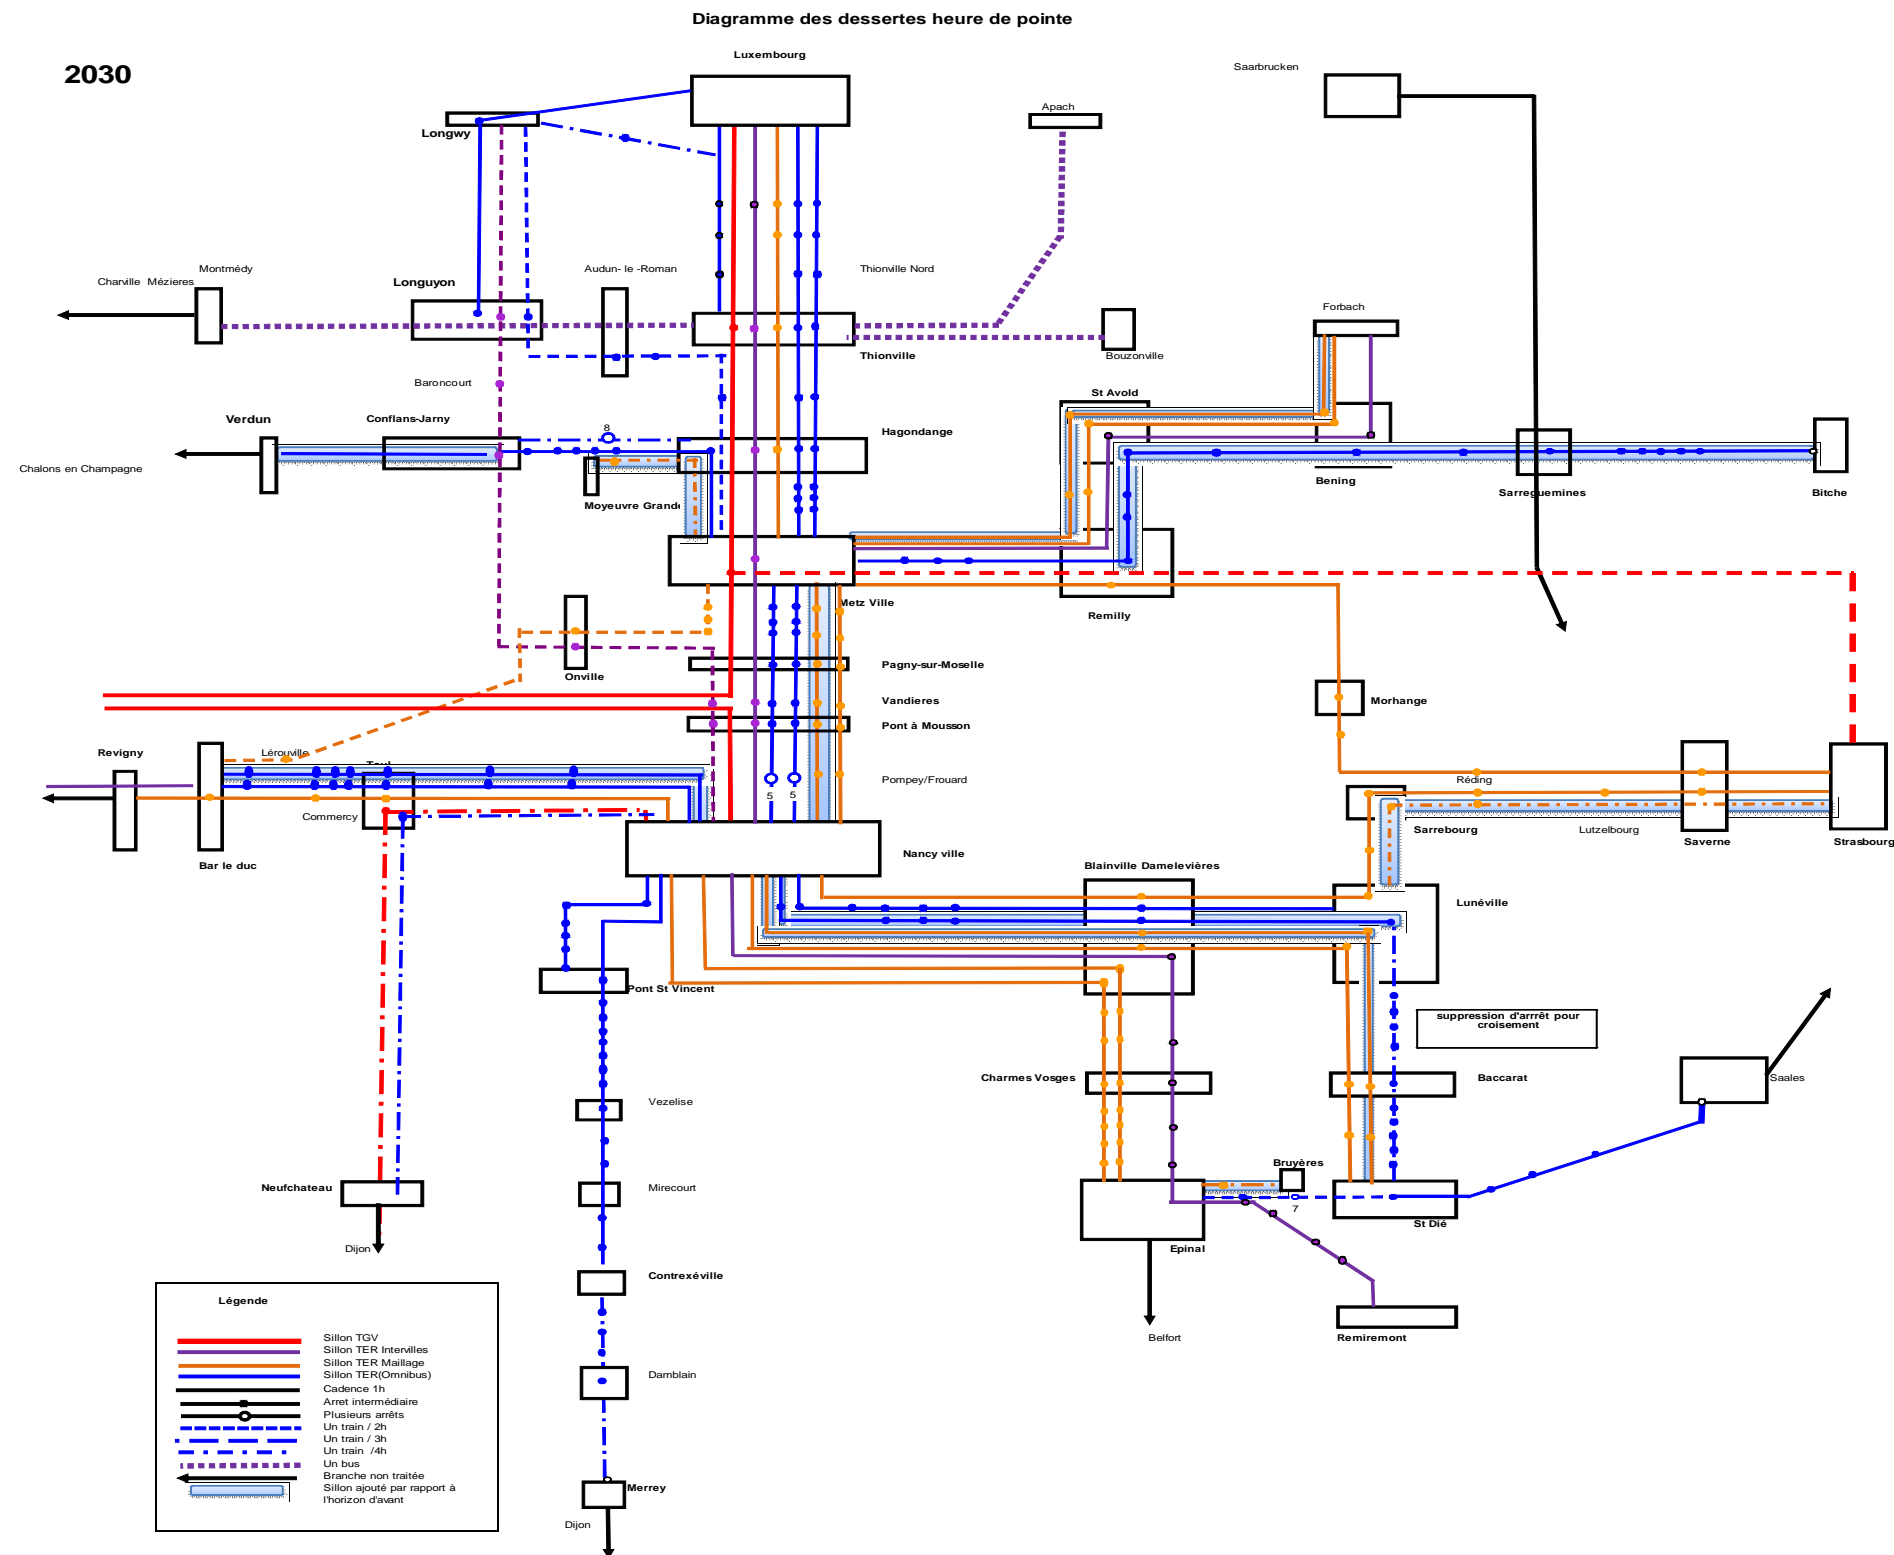 Diagramme des dessertes heure de pointe
2030
Luxembourg
Saarbrucken
Apach
Longwy
Montmédy
Audun- le -Roman
Thionville Nord
Charville Mézieres
Longuyon
Forbach
Thionville
Bouzonville
Baroncourt
St Avold
Verdun
Conflans-Jarny
8
Hagondange
Chalons en Champagne
Moyeuvre Grande
Bening
Sarreguemines
Bitche
Metz Ville
Remilly
Onville
Pagny-sur-Moselle
Vandieres
Morhange
Pont à Mousson
Revigny
Lérouville
Toul
Pompey/Frouard
Réding
5
5
Commercy
Sarrebourg
Lutzelbourg
Saverne
Strasbourg
Bar le duc
Nancy ville
Blainville Damelevières
Lunéville
Pont St Vincent
suppression d'arrrêt pour
croisement
Charmes Vosges
Baccarat
Saales
Vezelise
Bruyères
Neufchateau
Mirecourt
7
St Dié
Dijon
Epinal
Contrexéville
Belfort
Remiremont
Damblain
Merrey
Dijon
Légende
Sillon TGV
Sillon TER Intervilles
Sillon TER Maillage
Sillon TER(Omnibus)
Cadence 1h
Arret intermédiaire
Plusieurs arrêts
Un train / 2h
Un train / 3h
Un train /4h
Un bus
Branche non traitée
Sillon ajouté par rapport à
l'horizon d'avant